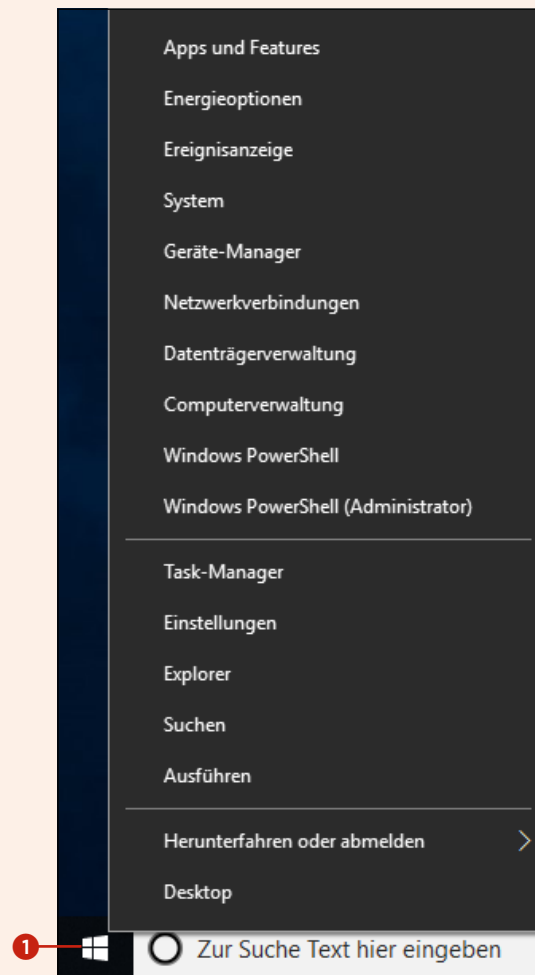 Apps und Features
Energieoptionen
Ereignisanzeige
System
Geräte-Manager
Netzwerkverbindungen
Datenträgerverwaltung
Computerverwaltung
Windows PowerShell
Windows PowerShell (Administrator)
Task-Manager
Einstellungen
Explorer
Suchen
Ausführen
Herunterfahren oder abmelden
Desktop
1 Zur Suche Text hier eingeben